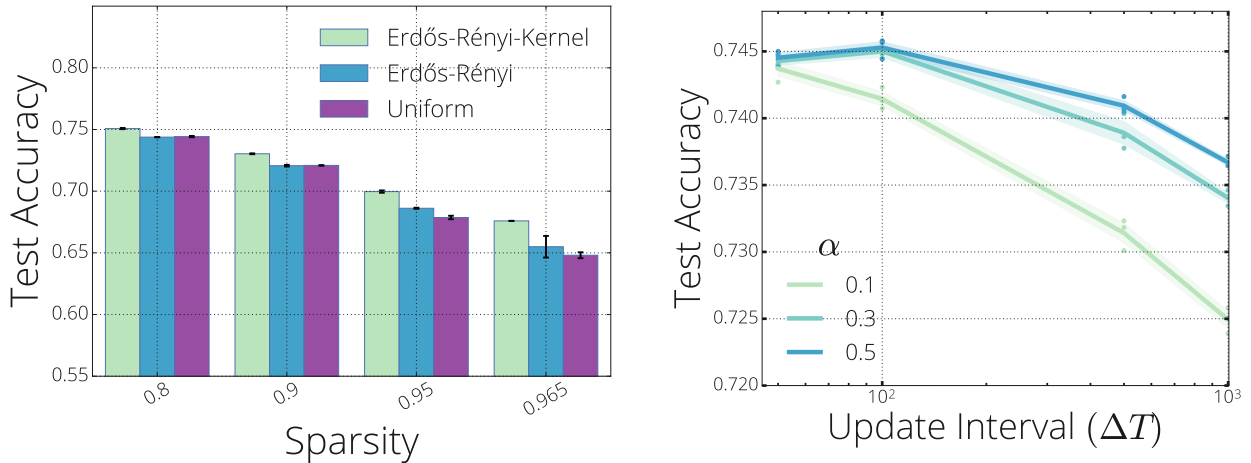 Test Accuracy
0.80
0.75
0.70
0.65
0.60
0.55
Erdős-Rényi-Kernel
Erdős-Rényi
Uniform
0.8
0.9
0.95
0.965
Sparsity
Test Accuracy
0.745
0.740
0.735
0.730
0.725
0.720
α
0.1
0.3
0.5
10²
10³
Update Interval (ΔT)